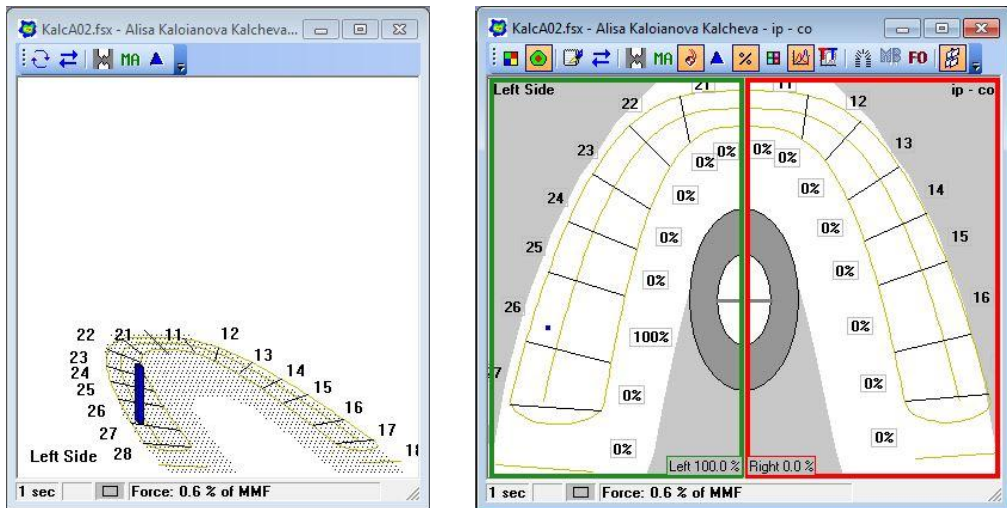 KalcA02.fsx - Alisa Kaloianova Kalcheva...
MA
22 21 11 12
23 13
24 14
25 15
26 16
27 17
28 18
Left Side
1 sec
Force: 0.6 % of MMF
KalcA02.fsx - Alisa Kaloianova Kalcheva - ip - co
MA % MB FO
Left Side
ip - co
21 11
22 12
23 13
24 14
25 15
26 16
27
0% 0% 0% 0%
0% 0%
0% 0%
0% 0%
100% 0%
0% 0%
0% 0%
Left 100.0 % Right 0.0 %
1 sec
Force: 0.6 % of MMF